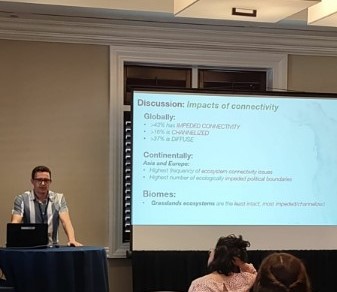 Discussion: Impacts of connectivity
Globally:
• >40% has IMPEDED CONNECTIVITY
• >16% is CHANNELIZED
• >37% is DIFFUSE
Continentally:
Asia and Europe:
• Highest frequency of ecosystem connectivity issues
• Highest number of ecologically impeded political boundaries
Biomes:
• Grasslands ecosystems are the least intact, most impeded/channelized